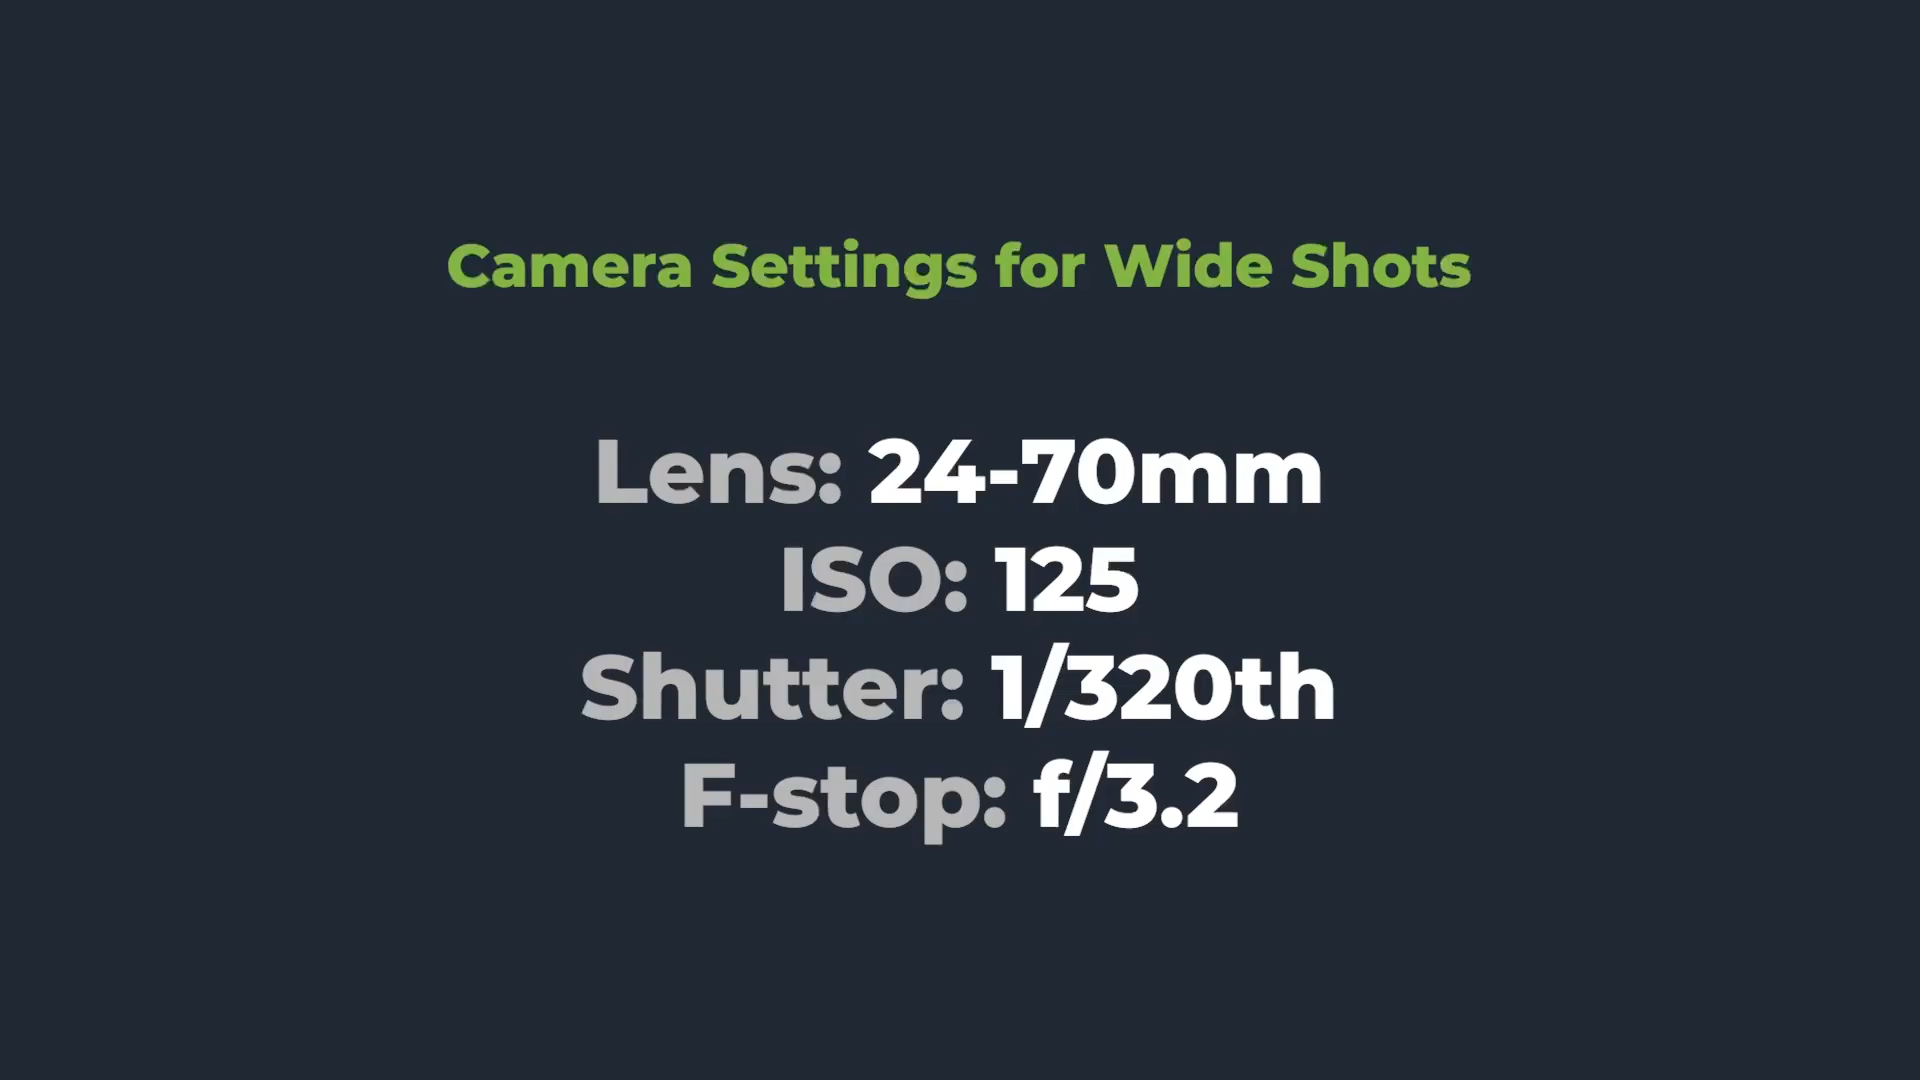 Camera Settings for Wide Shots
Lens: 24-70mm
ISO: 125
Shutter: 1/320th
F-stop: f/3.2